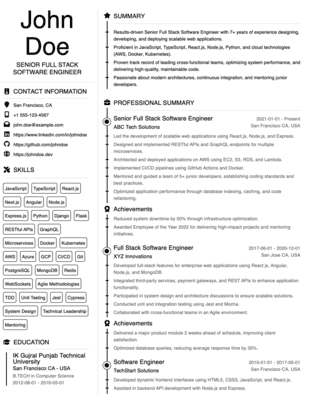 John
Doe
SENIOR FULL STACK
SOFTWARE ENGINEER
CONTACT INFORMATION
San Francisco, CA
+1 555-123-4567
john.doe@example.com
https://www.linkedin.com/in/johndoe
https://github.com/johndoe
https://johndoe.dev
SKILLS
JavaScript TypeScript React.js
Next.js Angular Node.js
Express.js Python Django Flask
RESTful APIs GraphQL
Microservices Docker Kubernetes
AWS Azure GCP CI/CD Git
PostgreSQL MongoDB Redis
WebSockets Agile Methodologies
TDD Unit Testing Jest Cypress
System Design Technical Leadership
Mentoring
EDUCATION
IK Gujral Punjab Technical
University
San Francisco CA - USA
B.TECH in Computer Science
2012-08-01 - 2016-05-01
SUMMARY
Results-driven Senior Full Stack Software Engineer with 7+ years of experience designing,
developing, and deploying scalable web applications.
Proficient in JavaScript, TypeScript, React.js, Node.js, Python, and cloud technologies
(AWS, Docker, Kubernetes).
Proven track record of leading cross-functional teams, optimizing system performance, and
delivering high-quality, maintainable code.
Passionate about modern architectures, continuous integration, and mentoring junior
developers.
PROFESSIONAL SUMMARY
Senior Full Stack Software Engineer 2021-01-01 - Present
ABC Tech Solutions San Francisco CA, USA
Led the development of scalable web applications using React.js, Node.js, and Express.
Designed and implemented RESTful APIs and GraphQL endpoints for multiple
microservices.
Architected and deployed applications on AWS using EC2, S3, RDS, and Lambda.
Implemented CI/CD pipelines using GitHub Actions and Docker.
Mentored and guided a team of 5+ junior developers, establishing coding standards and
best practices.
Optimized application performance through database indexing, caching, and code
refactoring.
Achievements
Reduced system downtime by 50% through infrastructure optimization.
Awarded Employee of the Year 2022 for delivering high-impact projects and mentoring
initiatives.
Full Stack Software Engineer 2017-06-01 - 2020-12-01
XYZ Innovations San Jose CA, USA
Developed full-stack features for enterprise web applications using React.js, Angular,
Node.js, and MongoDB.
Integrated third-party services, payment gateways, and REST APIs to enhance application
functionality.
Participated in system design and architecture discussions to ensure scalable solutions.
Conducted unit and integration testing using Jest and Mocha.
Collaborated with cross-functional teams in an Agile environment.
Achievements
Delivered a major product module 2 weeks ahead of schedule, improving client
satisfaction.
Optimized database queries, reducing average response time by 30%.
Software Engineer 2015-01-01 - 2017-05-01
TechStart Solutions San Francisco CA, USA
Developed dynamic frontend interfaces using HTML5, CSS3, JavaScript, and React.js.
Assisted in backend API development with Node.js and Express.